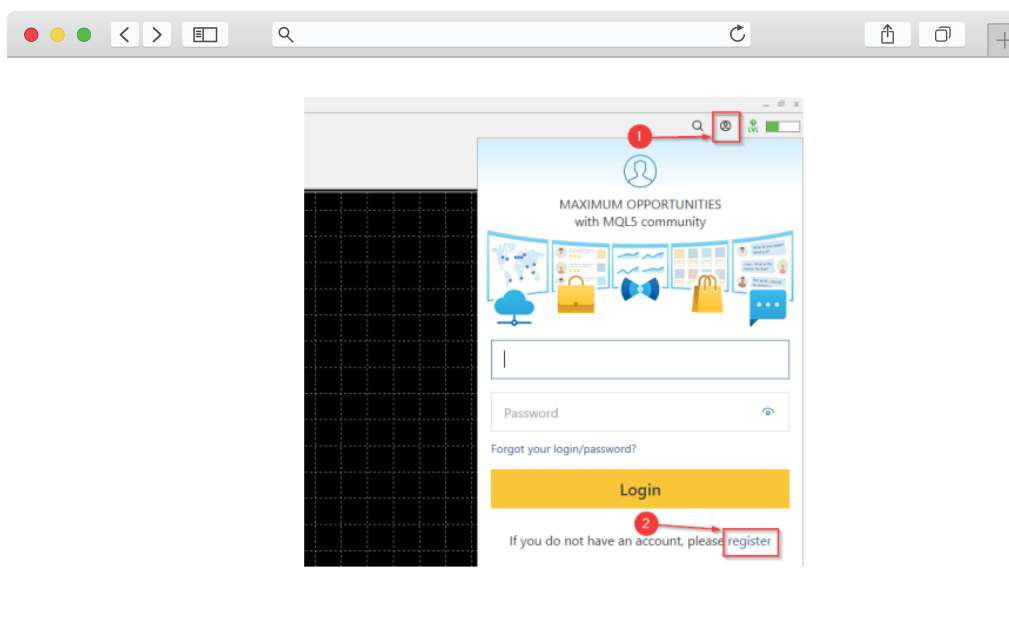 1
LVL
MAXIMUM OPPORTUNITIES
with MQL5 community
Password
Forgot your login/password?
Login
2
If you do not have an account, please register